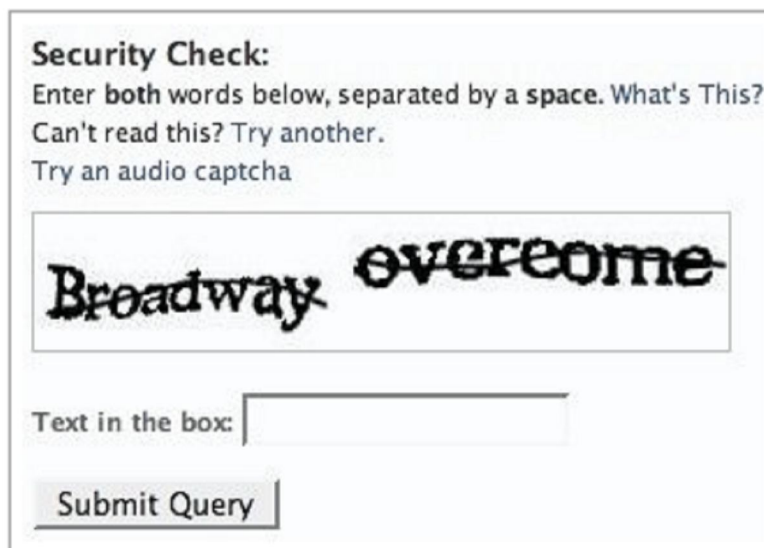 Security Check:
Enter both words below, separated by a space. What's This?
Can't read this? Try another.
Try an audio captcha
Broadway overcome
Text in the box:
Submit Query